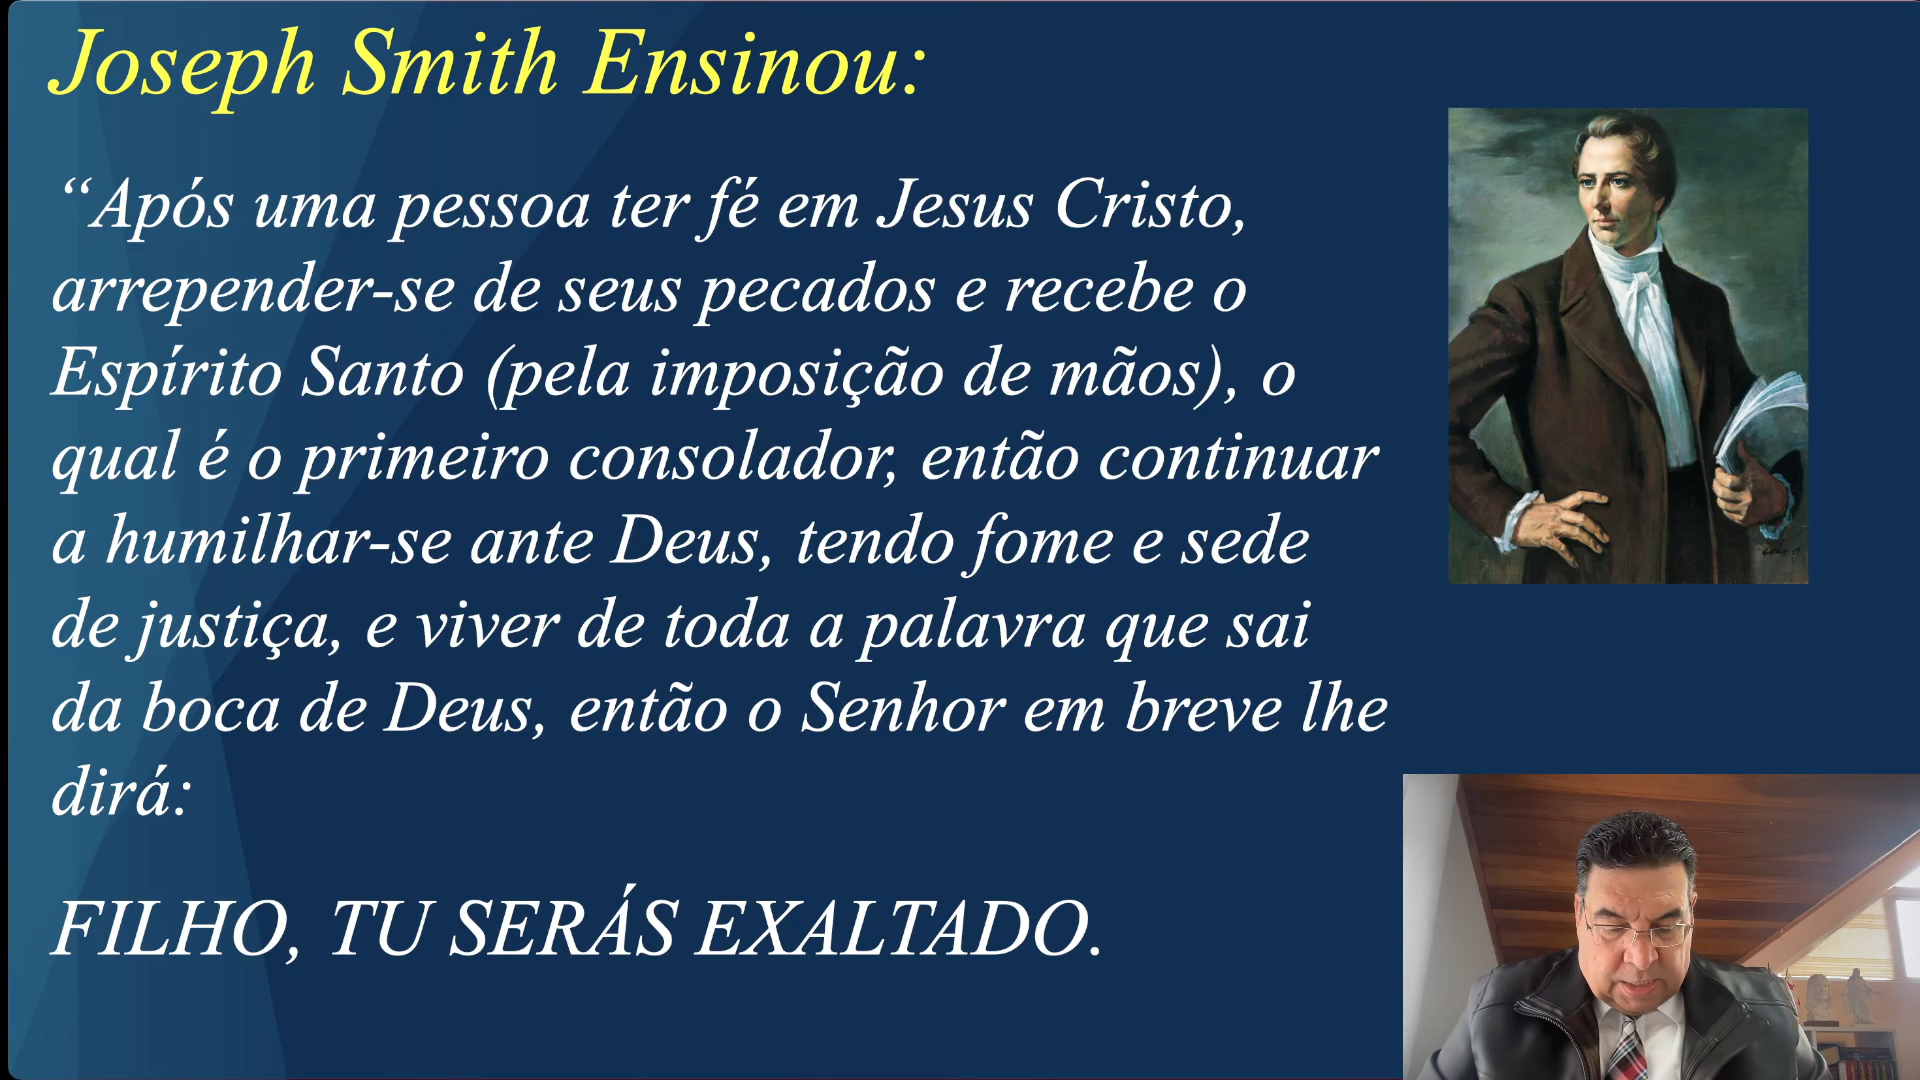 Joseph Smith Ensinou:
“Após uma pessoa ter fé em Jesus Cristo,
arrepender-se de seus pecados e recebe o
Espírito Santo (pela imposição de mãos), o
qual é o primeiro consolador, então continuar
a humilhar-se ante Deus, tendo fome e sede
de justiça, e viver de toda a palavra que sai
da boca de Deus, então o Senhor em breve lhe
dirá:
FILHO, TU SERÁS EXALTADO.